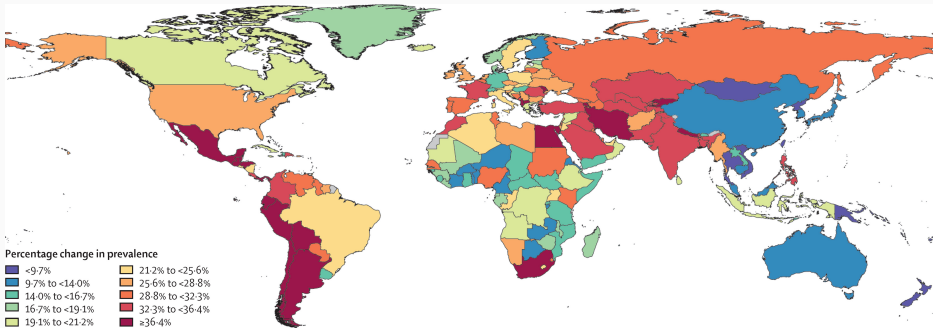 Percentage change in prevalence
<9·7%
9·7% to <14·0%
14·0% to <16·7%
16·7% to <19·1%
19·1% to <21·2%
21·2% to <25·6%
25·6% to <28·8%
28·8% to <32·3%
32·3% to <36·4%
≥36·4%